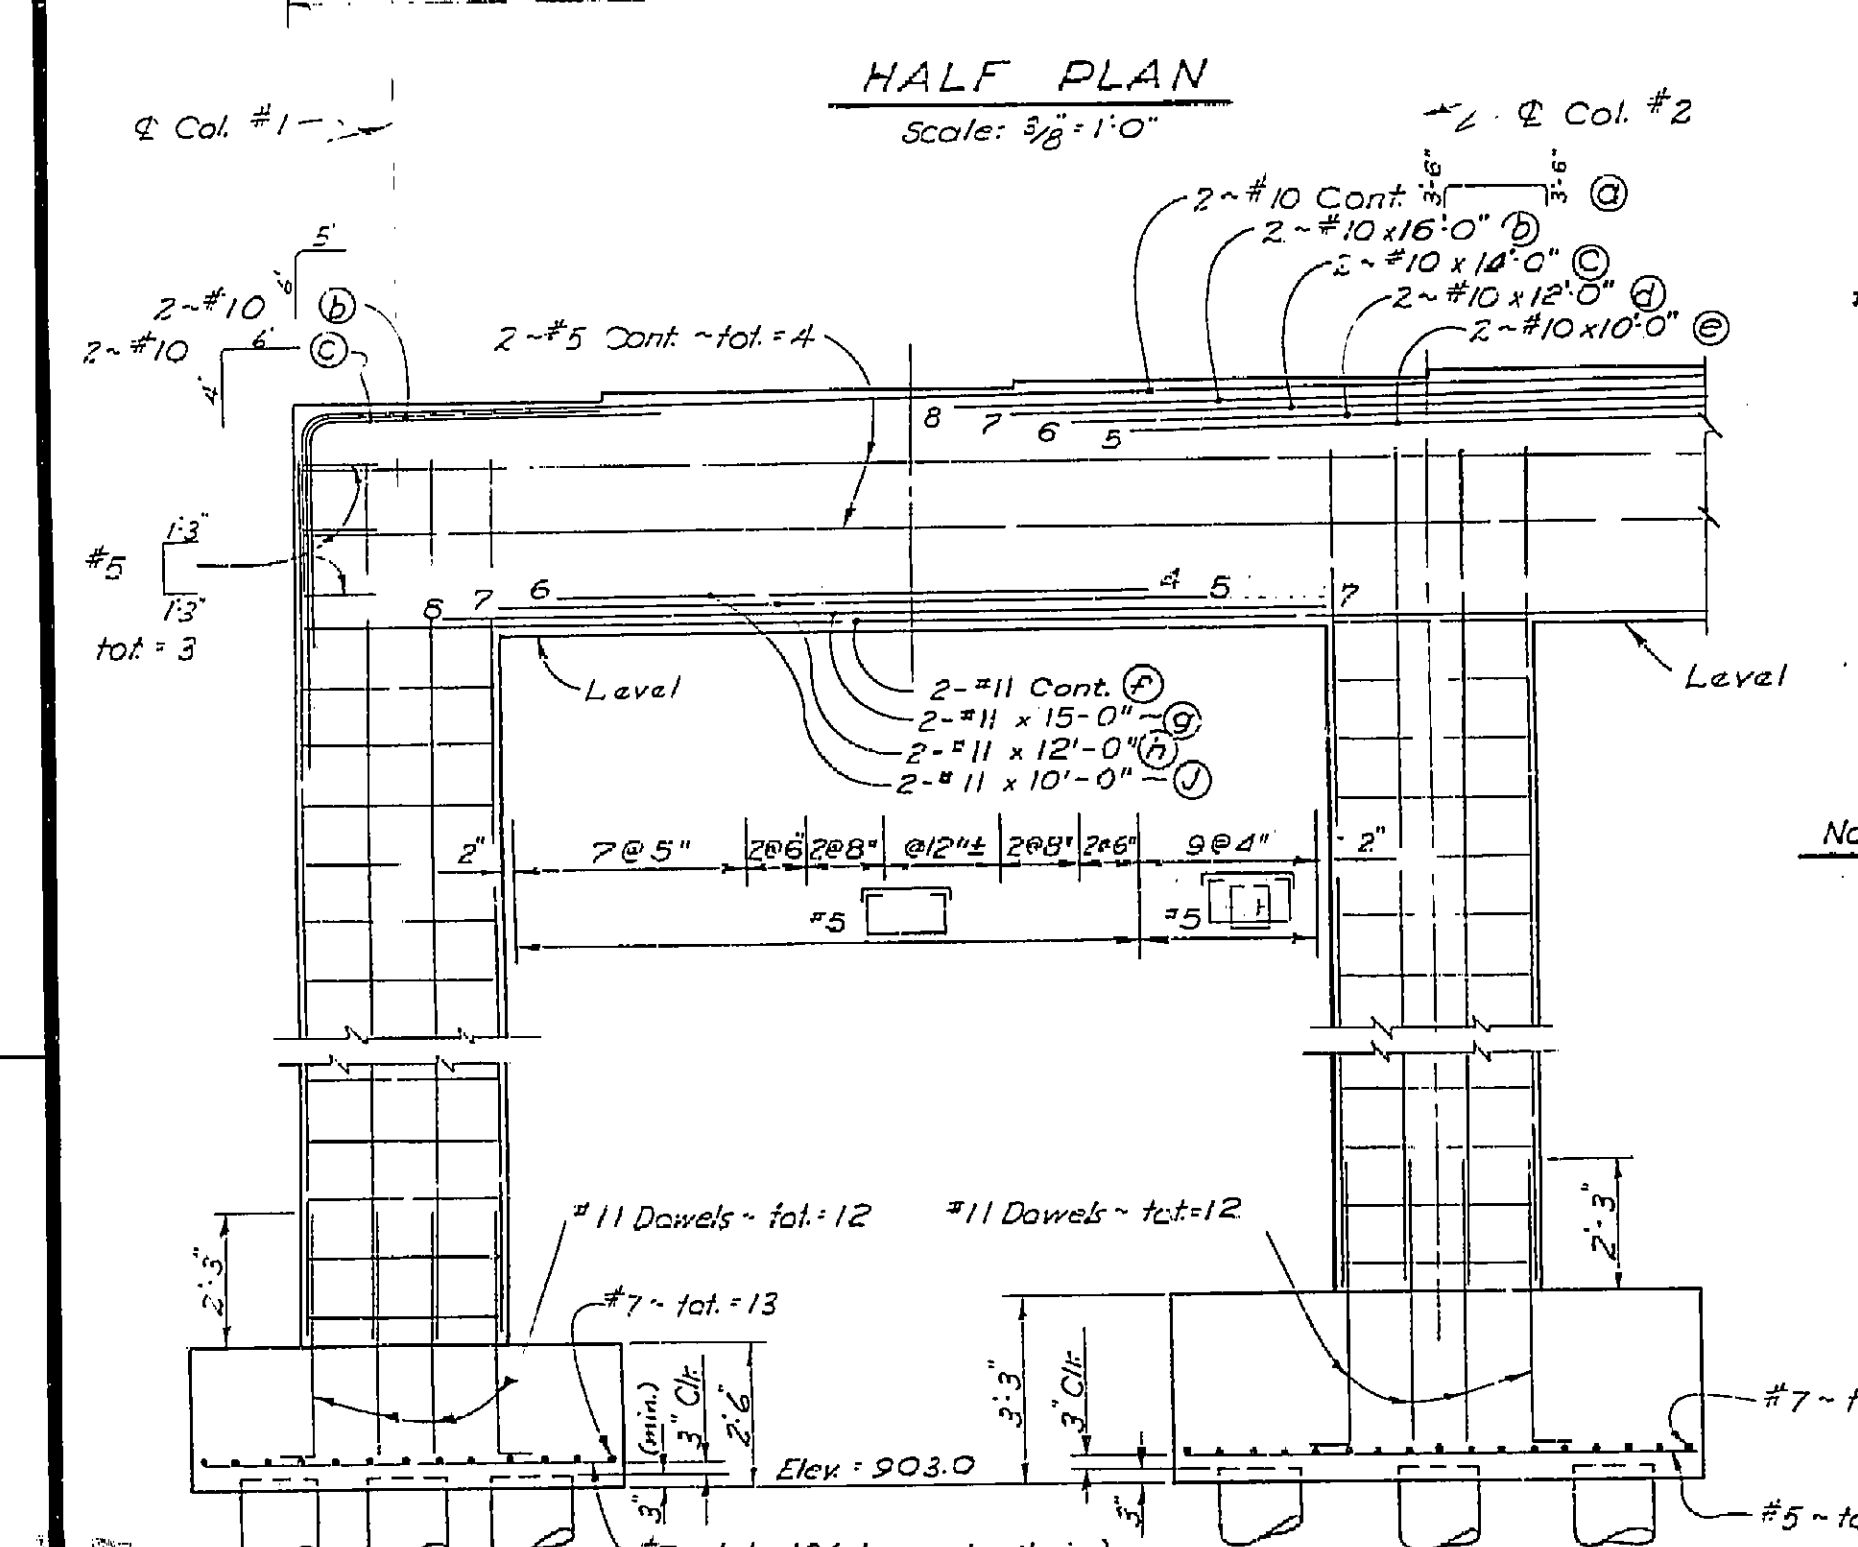 HALF PLAN
Scale: 3/8" = 1'-0"
℄ Col. #1
℄ Col. #2
2~#10 Cont. 3'-6" 3'-6" (a)
2~#10 x 16'-0" (b)
2~#10 x 14'-0" (c)
2~#10 x 12'-0" (d)
2~#10 x 10'-0" (e)
5'
6'
2~#10 (b)
2~#10 6' (c)
4'
2~#5 Cont. ~ tot. = 4
8 7 6 5
1'-3"
#5
1'-3"
tot. = 3
8 7 6 4 5 7
Level
Level
2-#11 Cont. (f)
2-#11 x 15-0" ~ (g)
2-#11 x 12'-0" (h)
2-#11 x 10'-0" ~ (j)
2" 7@5" 2@6" 2@8" @12"± 2@8" 2@6" 9@4" 2"
#5 #5
No
#11 Dowels ~ tot. = 12
#11 Dowels ~ tot. = 12
2'-3"
2'-3"
#7 ~ tot. = 13
(min.)
3" Clr.
2'-6"
3'-3"
3" Clr.
#7 ~ t
Elev. = 903.0
3"
3"
#5 ~ to